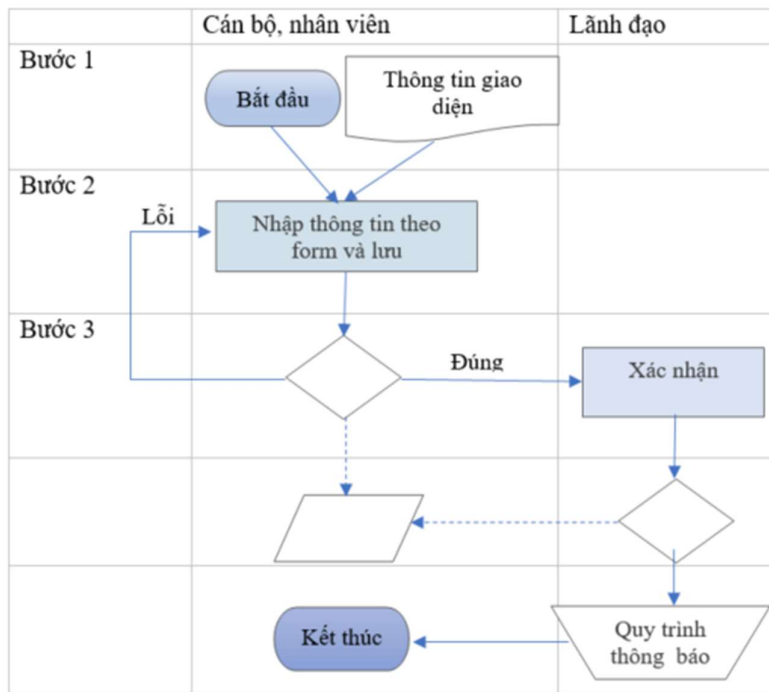 Cán bộ, nhân viên
Lãnh đạo
Bước 1
Bắt đầu
Thông tin giao
diện
Bước 2
Lỗi
Nhập thông tin theo
form và lưu
Bước 3
Đúng
Xác nhận
Kết thúc
Quy trình
thông báo